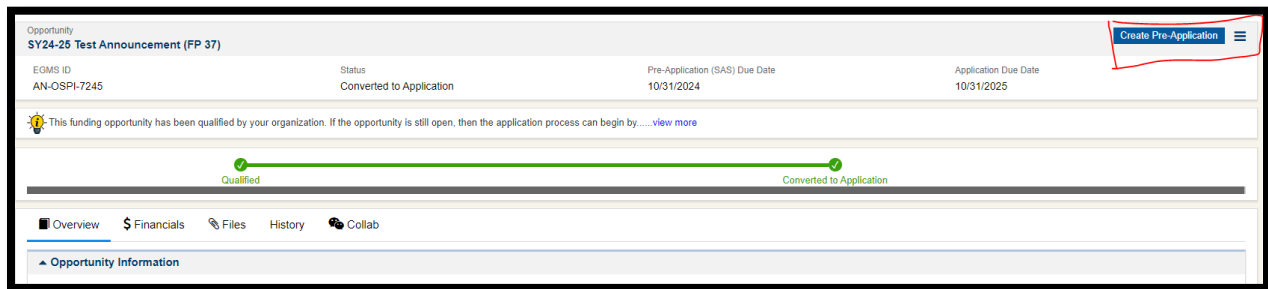 Opportunity
SY24-25 Test Announcement (FP 37)
Create Pre-Application
EGMS ID
Status
Pre-Application (SAS) Due Date
Application Due Date
AN-OSPI-7245
Converted to Application
10/31/2024
10/31/2025
This funding opportunity has been qualified by your organization. If the opportunity is still open, then the application process can begin by......view more
Qualified
Converted to Application
Overview
$ Financials
Files
History
Collab
Opportunity Information